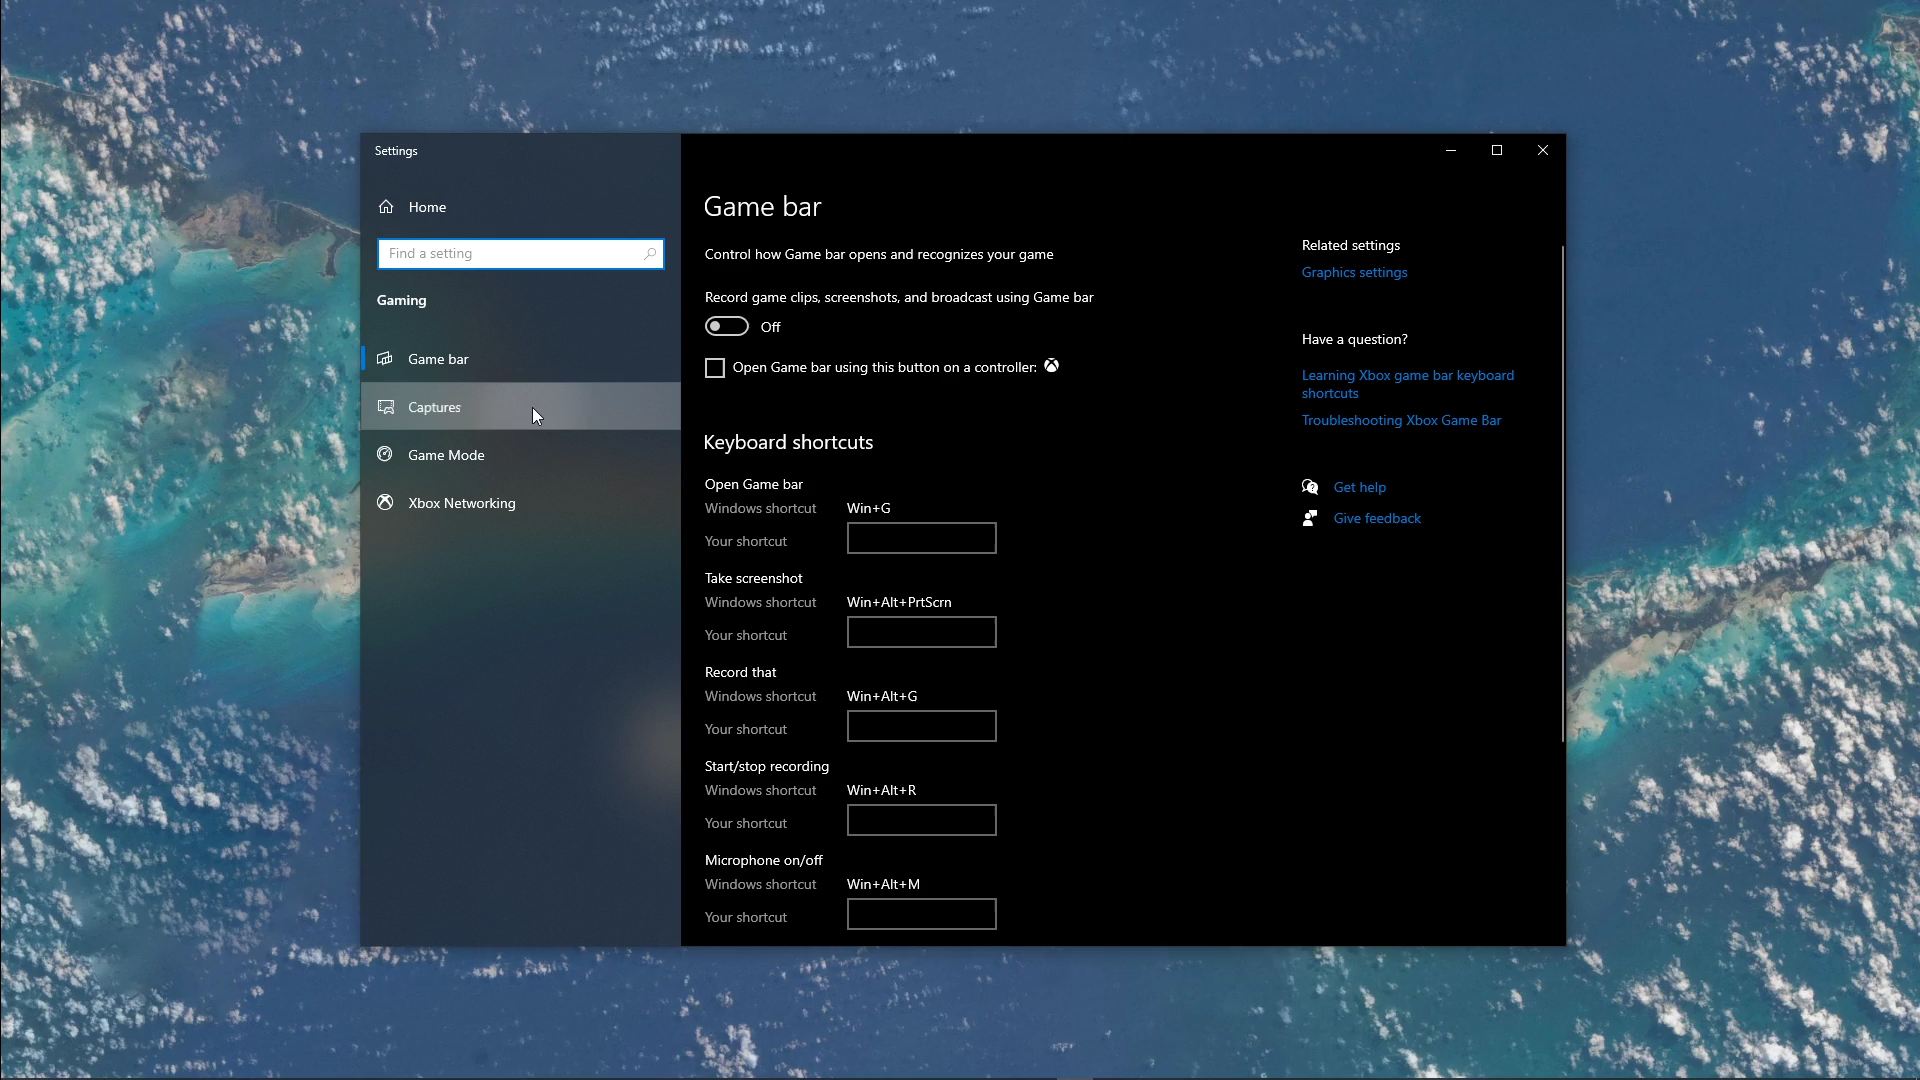 Settings
Home
Find a setting
Gaming
Game bar
Captures
Game Mode
Xbox Networking
Game bar
Control how Game bar opens and recognizes your game
Record game clips, screenshots, and broadcast using Game bar
Off
Open Game bar using this button on a controller:
Keyboard shortcuts
Open Game bar
Windows shortcut Win+G
Your shortcut
Take screenshot
Windows shortcut Win+Alt+PrtScrn
Your shortcut
Record that
Windows shortcut Win+Alt+G
Your shortcut
Start/stop recording
Windows shortcut Win+Alt+R
Your shortcut
Microphone on/off
Windows shortcut Win+Alt+M
Your shortcut
Related settings
Graphics settings
Have a question?
Learning Xbox game bar keyboard
shortcuts
Troubleshooting Xbox Game Bar
Get help
Give feedback